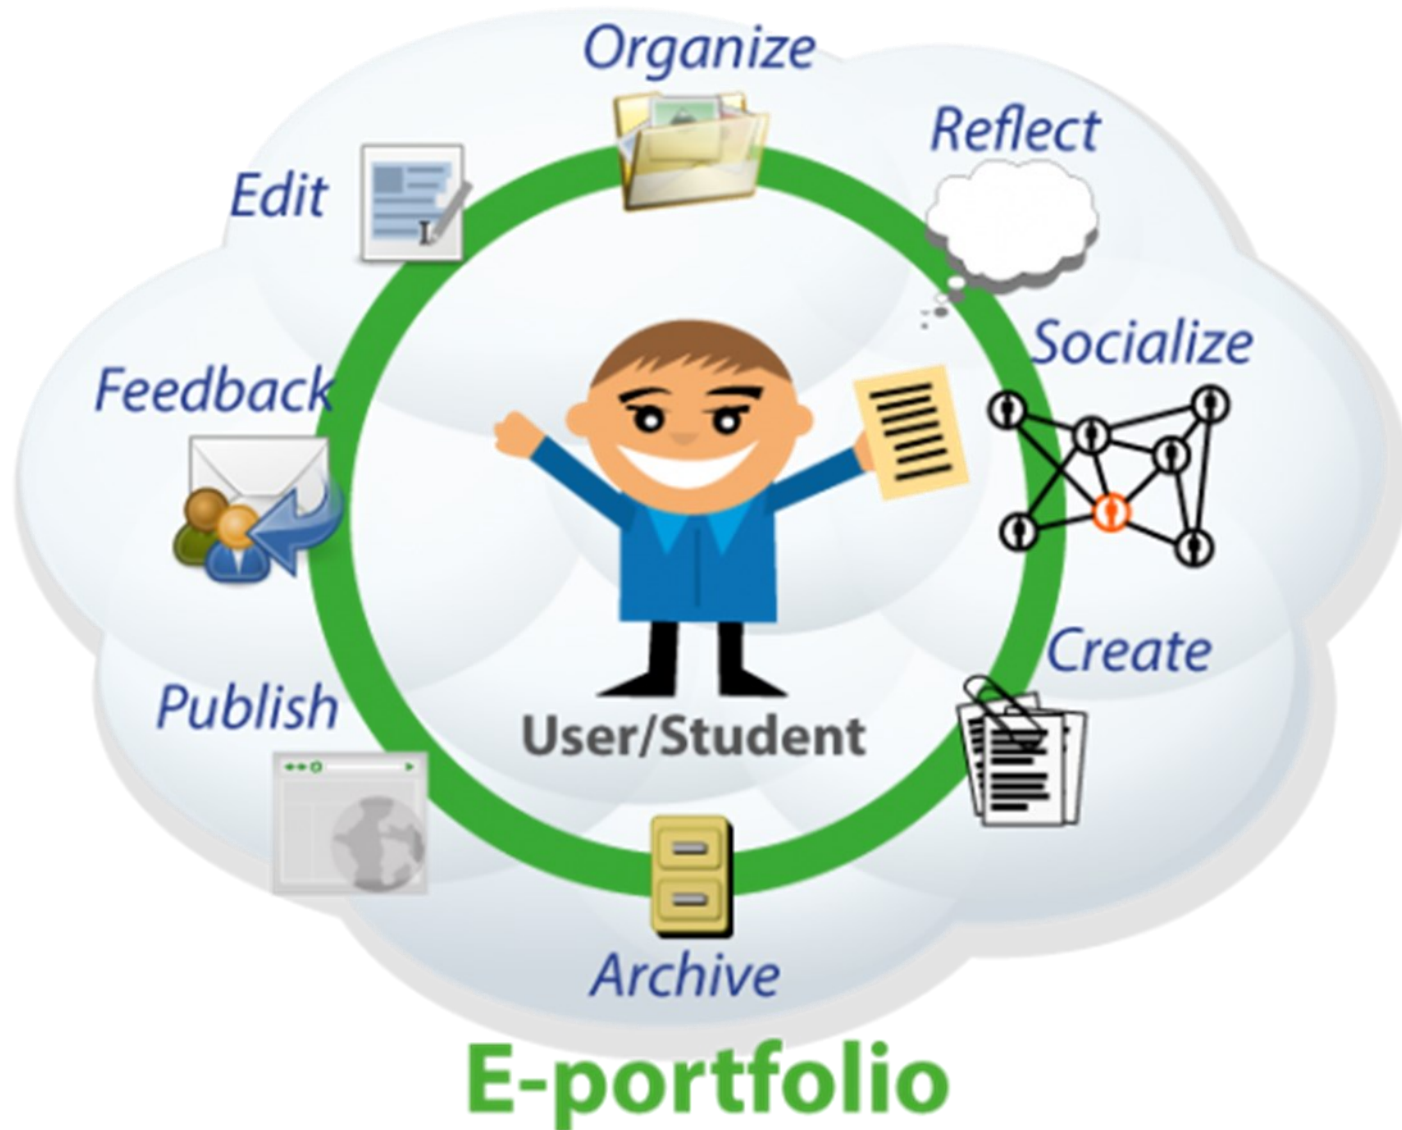 Organize
Reflect
Edit
Socialize
Feedback
Create
Publish
User/Student
Archive
E-portfolio